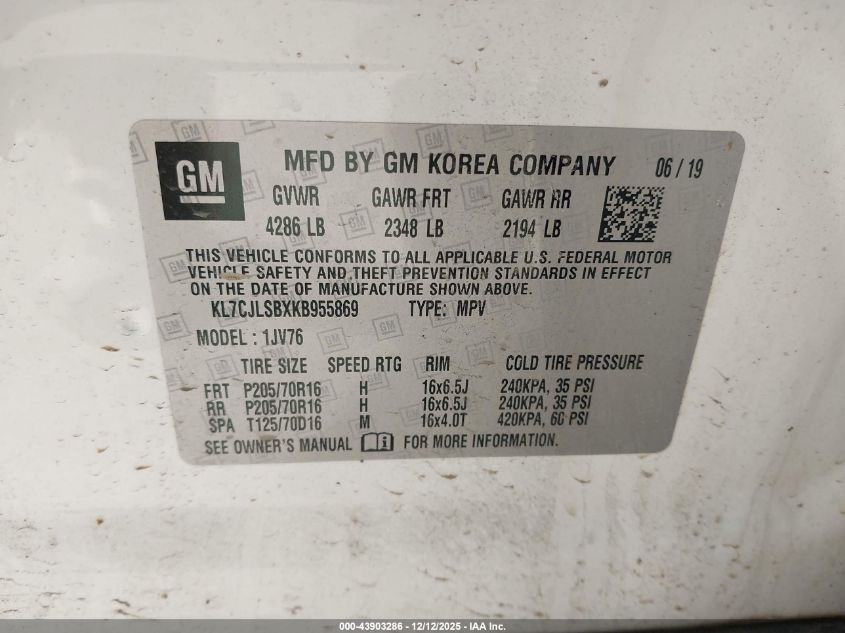 GM
MFD BY GM KOREA COMPANY 06 / 19
GVWR GAWR FRT GAWR RR
4286 LB 2348 LB 2194 LB
THIS VEHICLE CONFORMS TO ALL APPLICABLE U.S. FEDERAL MOTOR
VEHICLE SAFETY AND THEFT PREVENTION STANDARDS IN EFFECT
ON THE DATE OF MANUFACTURE SHOWN ABOVE.
KL7CJLSBXKB955869 TYPE: MPV
MODEL : 1JV76
TIRE SIZE SPEED RTG RIM COLD TIRE PRESSURE
FRT P205/70R16 H 16x6.5J 240KPA, 35 PSI
RR P205/70R16 H 16x6.5J 240KPA, 35 PSI
SPA T125/70D16 M 16x4.0T 420KPA, 60 PSI
SEE OWNER'S MANUAL i FOR MORE INFORMATION.
000-43903286 - 12/12/2025 - IAA Inc.